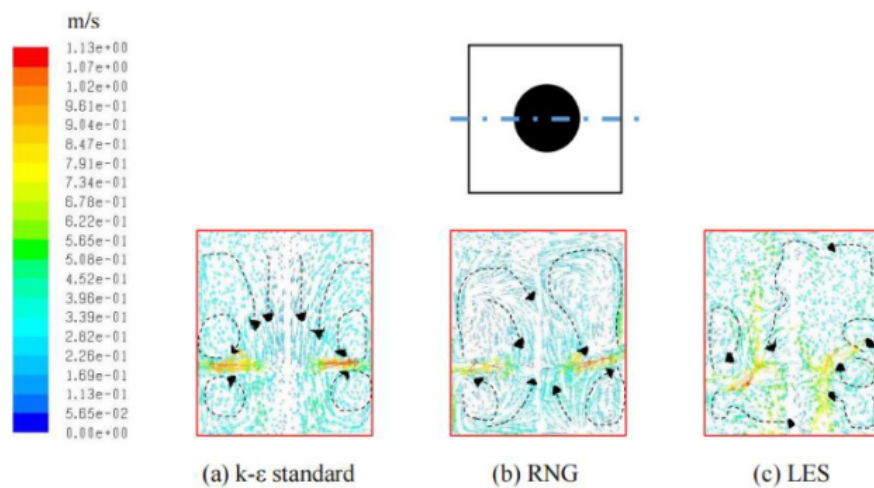 m/s
1.13e+00
1.07e+00
1.02e+00
9.61e-01
9.04e-01
8.47e-01
7.91e-01
7.34e-01
6.78e-01
6.22e-01
5.65e-01
5.08e-01
4.52e-01
3.96e-01
3.39e-01
2.82e-01
2.26e-01
1.69e-01
1.13e-01
5.65e-02
0.00e+00
(a) k-ε standard
(b) RNG
(c) LES